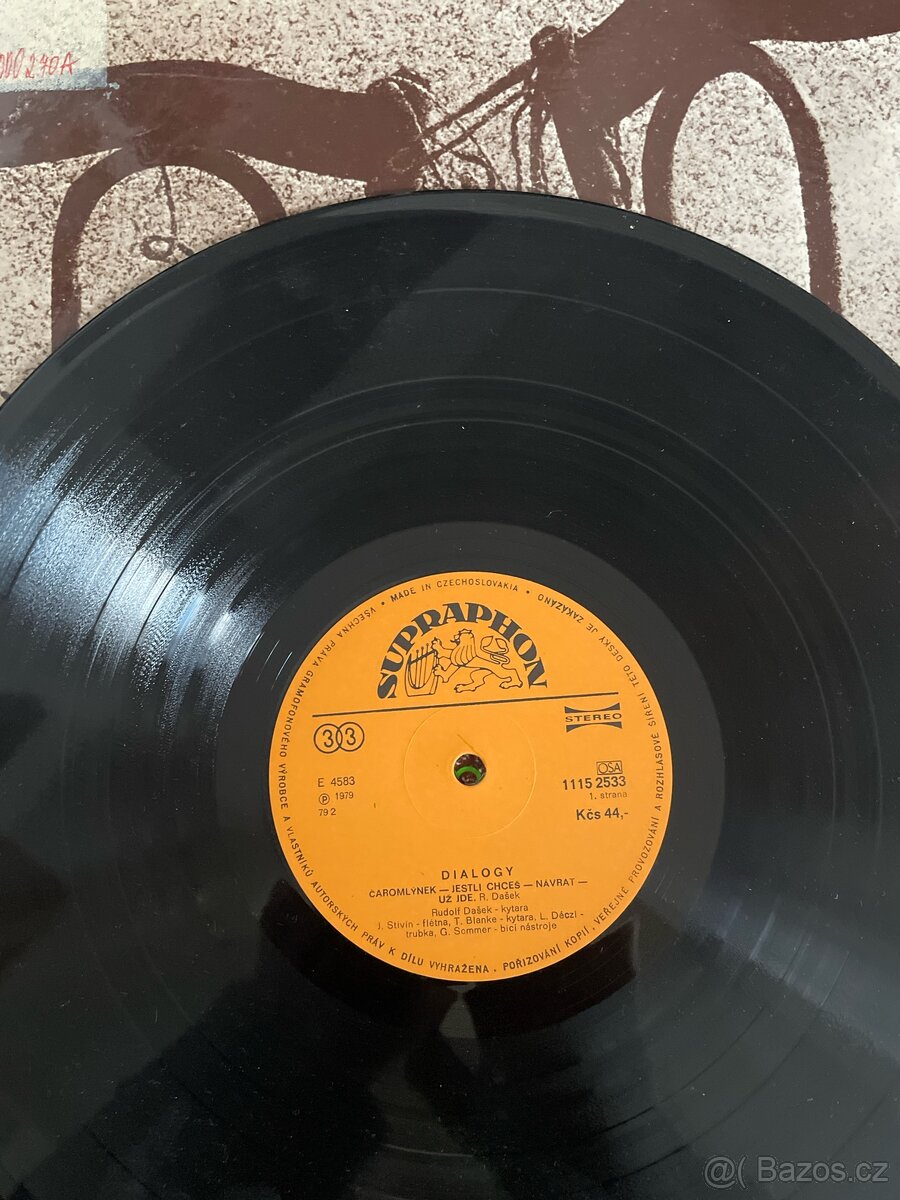 000270A
VŠECHNA PRÁVA GRAMOFONOVÉHO VÝROBCE A VLASTNÍKŮ AUTORSKÝCH PRÁV K DÍLU VYHRAŽENA . POŘIZOVÁNÍ KOPIÍ, VEŘEJNÉ PROVOZOVÁNÍ A ROZHLASOVÉ ŠÍŘENÍ TÉTO DESKY JE ZAKÁZÁNO
• MADE IN CZECHOSLOVAKIA •
SUPRAPHON
33
STEREO
E 4583
Ⓟ 1979
79 2
OSA
1115 2533
1. strana
Kčs 44,-
DIALOGY
ČAROMLÝNEK — JESTLI CHCEŠ — NÁVRAT —
UŽ JDE. R. Dašek
Rudolf Dašek - kytara
J. Stivín - flétna, T. Blanke - kytara, L. Déczi -
trubka, G. Sommer - bicí nástroje
@( Bazos.cz